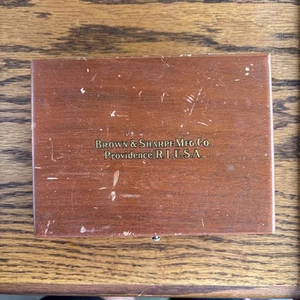 Brown & Sharpe Mfg. Co.
Providence R.I. U.S.A.